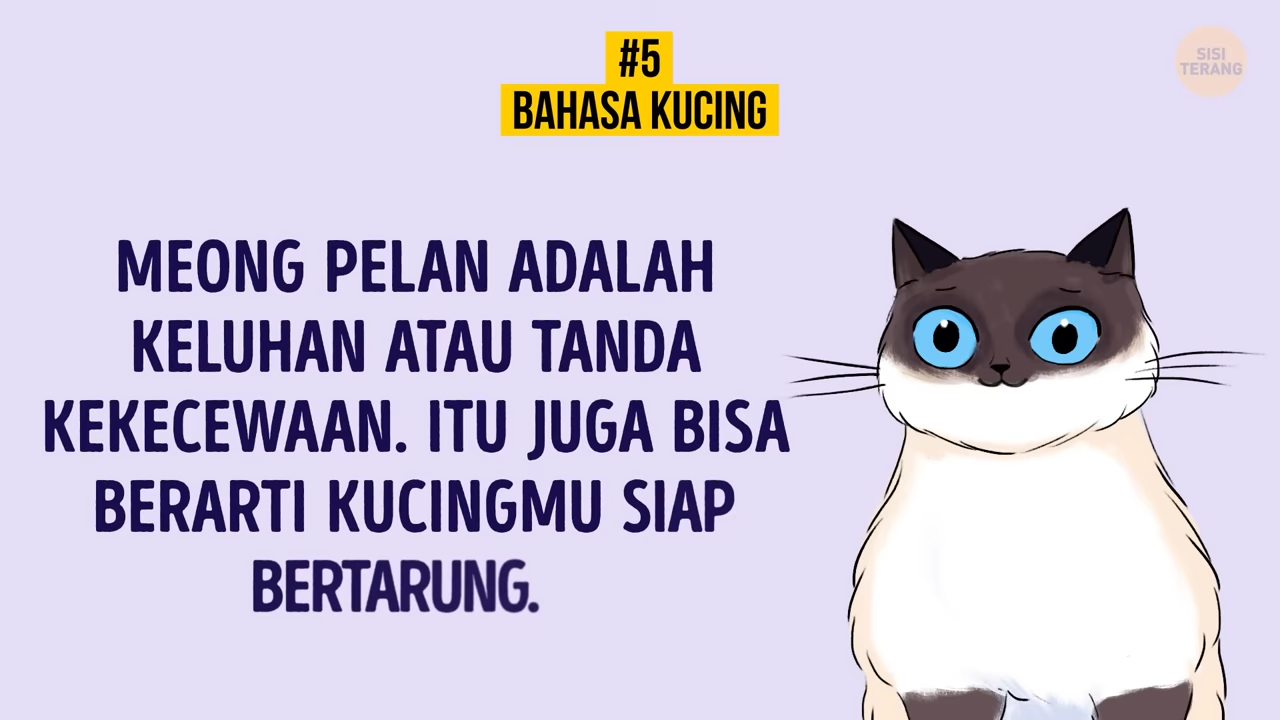 #5
BAHASA KUCING
SISI
TERANG
MEONG PELAN ADALAH
KELUHAN ATAU TANDA
KEKECEWAAN. ITU JUGA BISA
BERARTI KUCINGMU SIAP
BERTARUNG.